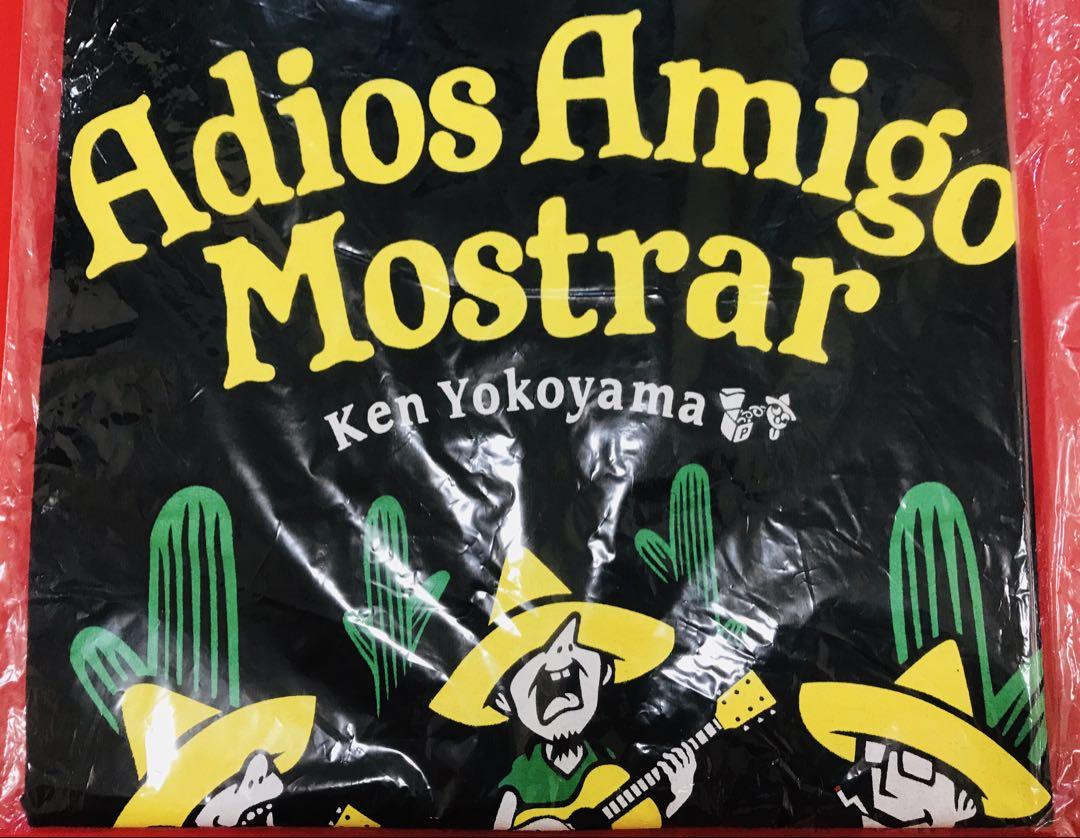 Adios Amigo
Mostrar
Ken Yokoyama
P